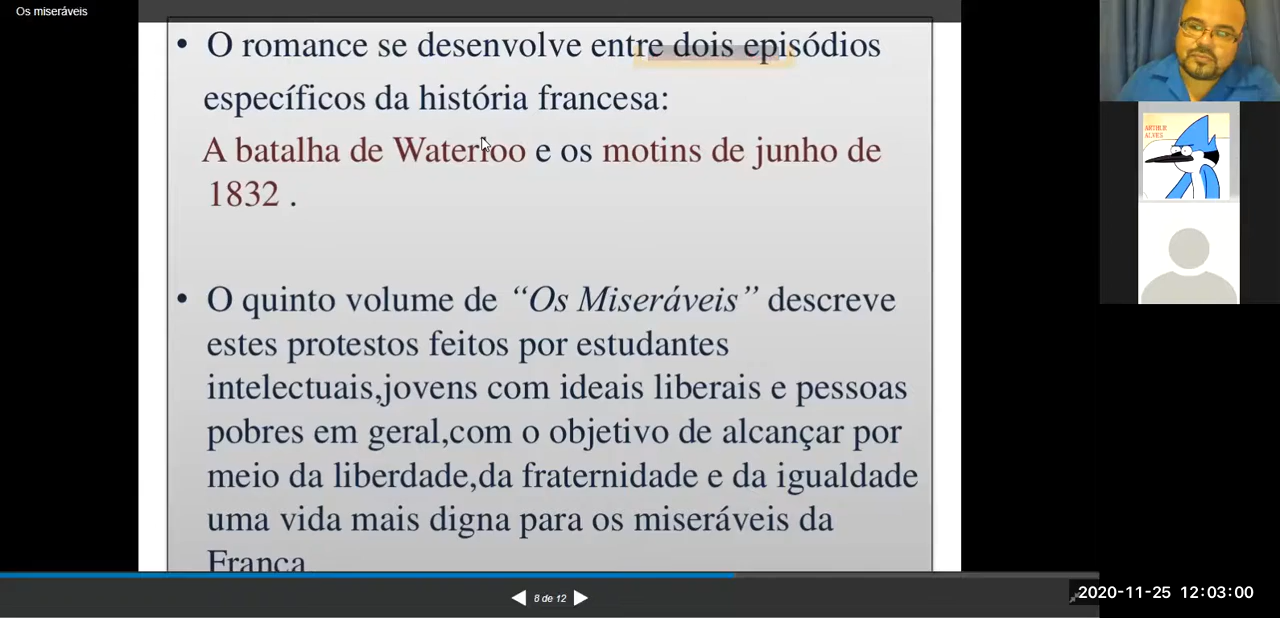 Os miseráveis
• O romance se desenvolve entre dois episódios
específicos da história francesa:
A batalha de Waterloo e os motins de junho de
1832 .
• O quinto volume de “Os Miseráveis” descreve
estes protestos feitos por estudantes
intelectuais,jovens com ideais liberais e pessoas
pobres em geral,com o objetivo de alcançar por
meio da liberdade,da fraternidade e da igualdade
uma vida mais digna para os miseráveis da
França
ARTHUR
ALVES
8 de 12
2020-11-25 12:03:00